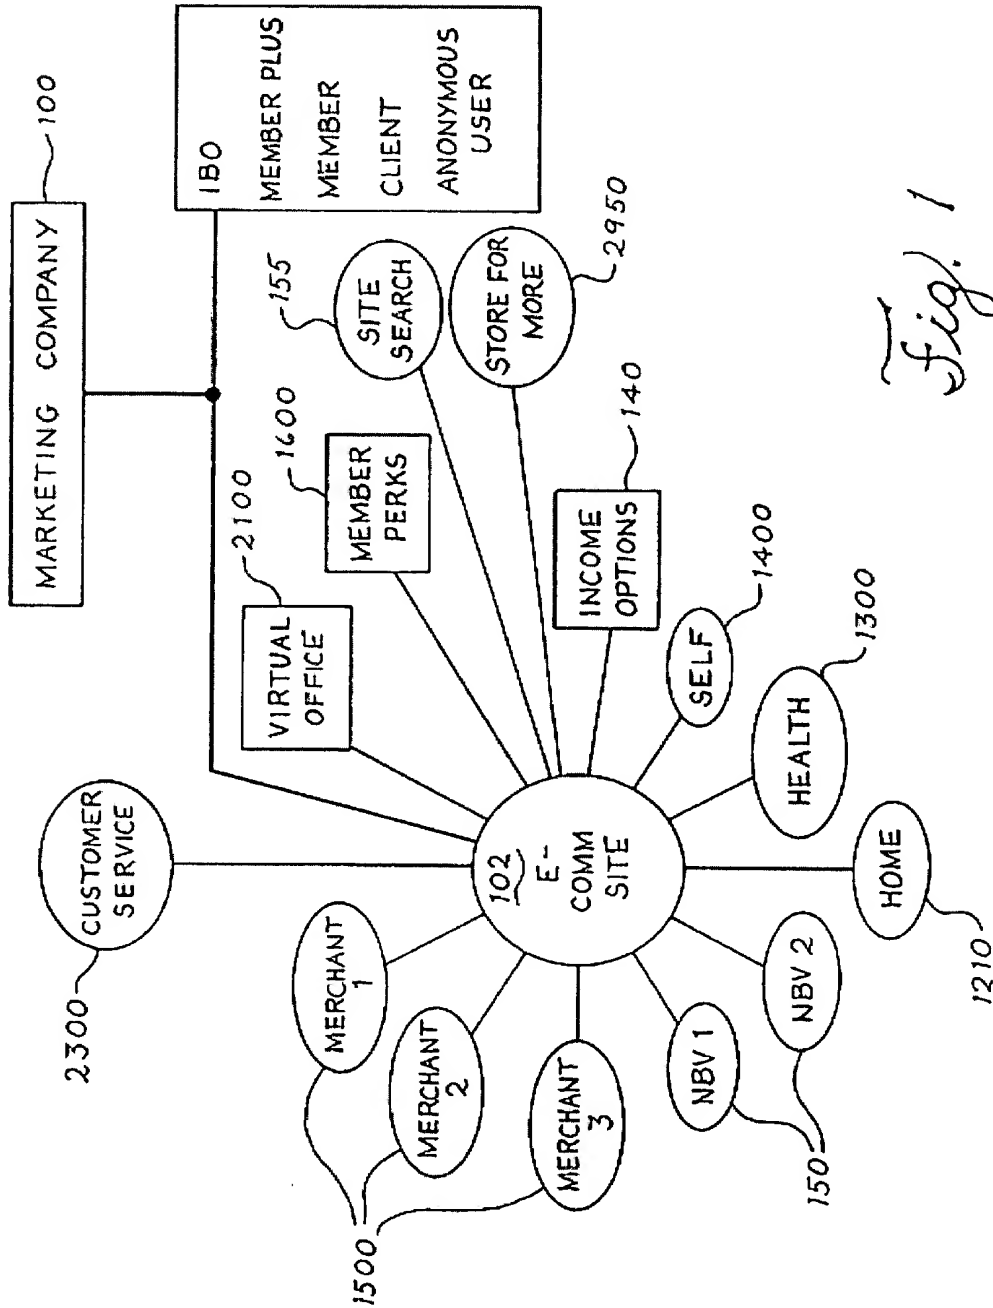 MARKETING COMPANY
100
IBO
MEMBER PLUS
MEMBER
CLIENT
ANONYMOUS
USER
2300
CUSTOMER
SERVICE
VIRTUAL
OFFICE
2100
MEMBER
PERKS
1600
SITE
SEARCH
155
STORE FOR
MORE
2950
INCOME
OPTIONS
140
SELF
1400
HEALTH
1300
HOME
1210
102
E-
COMM
SITE
MERCHANT
1
MERCHANT
2
MERCHANT
3
1500
NBV 1
NBV 2
150
Fig. 1